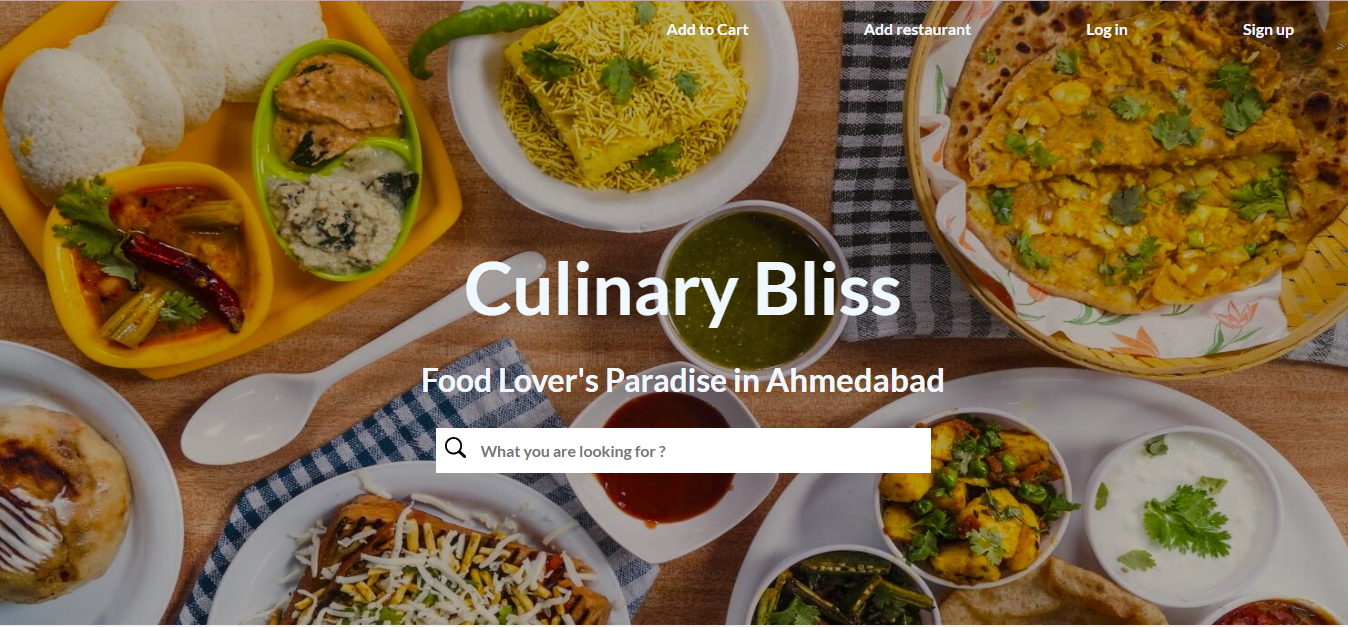 Add to Cart
Add restaurant
Log in
Sign up
Culinary Bliss
Food Lover's Paradise in Ahmedabad
What you are looking for ?